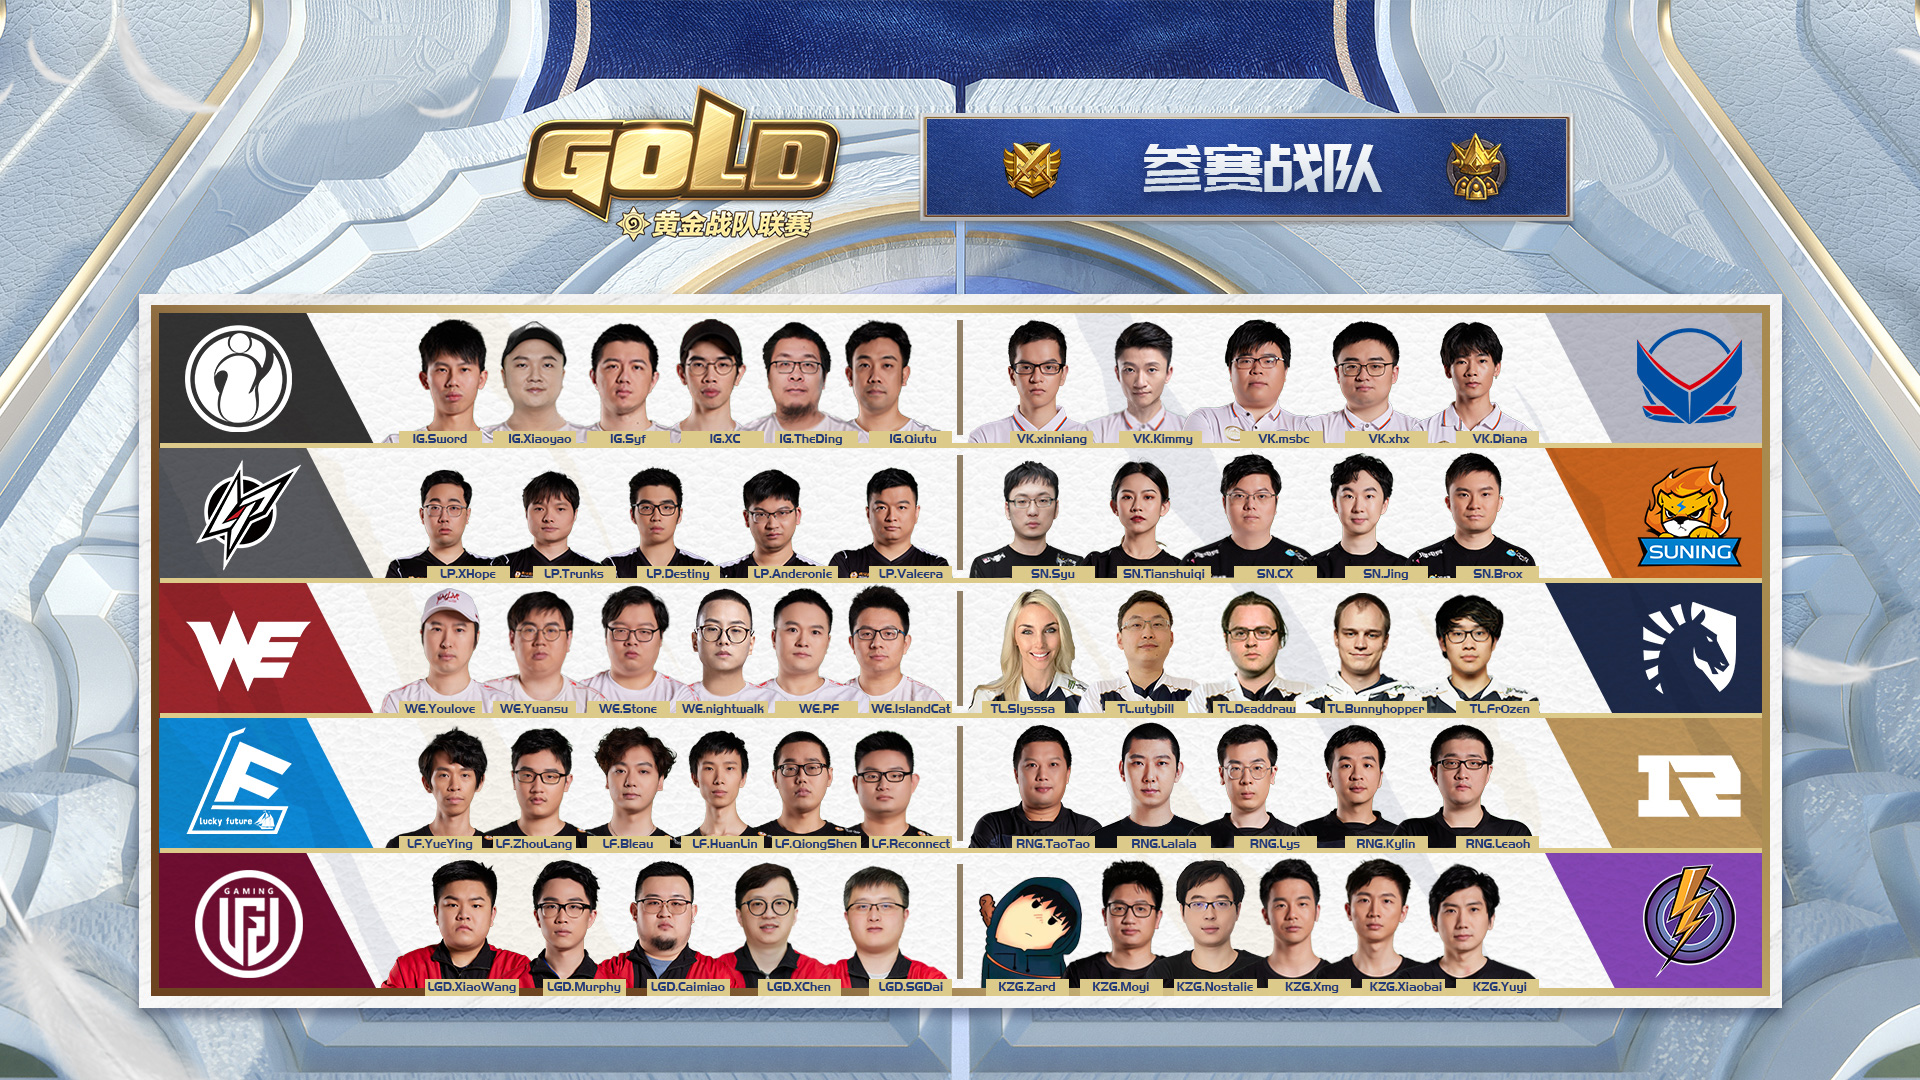 GOLD
黄金战队联赛
参赛战队
IG.Sword IG.Xiaoyao IG.Syf IG.XC IG.TheDing IG.Qiutu
VK.xinniang VK.Kimmy VK.msbc VK.xhx VK.Diana
LP
LP.XHope LP.Trunks LP.Destiny LP.Anderonie LP.Valeera
SN.Syu SN.Tianshuiqi SN.CX SN.Jing SN.Brox
SUNING
WE
WE.Youlove WE.Yuansu WE.Stone WE.nightwalk WE.PF WE.IslandCat
TL.Slysssa TL.wtybill TL.Deaddraw TL.Bunnyhopper TL.Fr0zen
LF
lucky future
LF.YueYing LF.ZhouLang LF.Bleau LF.HuanLin LF.QiongShen LF.Reconnect
RNG.TaoTao RNG.Lalala RNG.Lys RNG.Kylin RNG.Leaoh
R
GAMING
LGD
LGD.XiaoWang LGD.Murphy LGD.Caimiao LGD.XChen LGD.SGDai
KZG.Zard KZG.Moyi KZG.Nostalie KZG.Xmg KZG.Xiaobai KZG.Yuyi